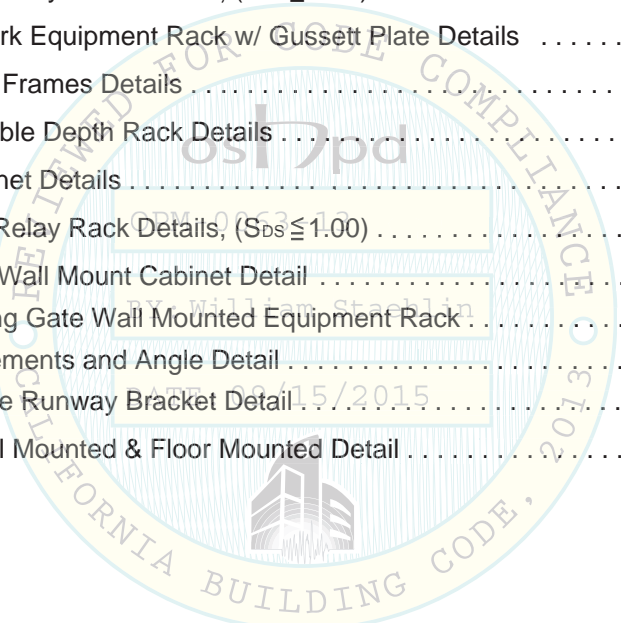 rk Equipment Rack w/ Gussett Plate Details . . . . . .
Frames Details . . . . . . . . . . . . . . . . . . . . . . . . . . . . . . . .
ble Depth Rack Details . . . . . . . . . . . . . . . . . . . . . . . . .
net Details . . . . . . . . . . . . . . . . . . . . . . . . . . . . . . . . . . . .
Relay Rack Details, (SDS≦1.00) . . . . . . . . . . . . . . . . . .
Wall Mount Cabinet Detail . . . . . . . . . . . . . . . . . . . . . .
ng Gate Wall Mounted Equipment Rack . . . . . . . . . . . .
ements and Angle Detail . . . . . . . . . . . . . . . . . . . . . . . .
e Runway Bracket Detail . . . . . . . . . . . . . . . . . . . . . . . .
l Mounted & Floor Mounted Detail . . . . . . . . . . . . . . .
REVIEWED FOR CODE COMPLIANCE
oshpd
OPM-0063-13
BY: William Staehlin
DATE: 09/15/2015
CALIFORNIA BUILDING CODE, 2013